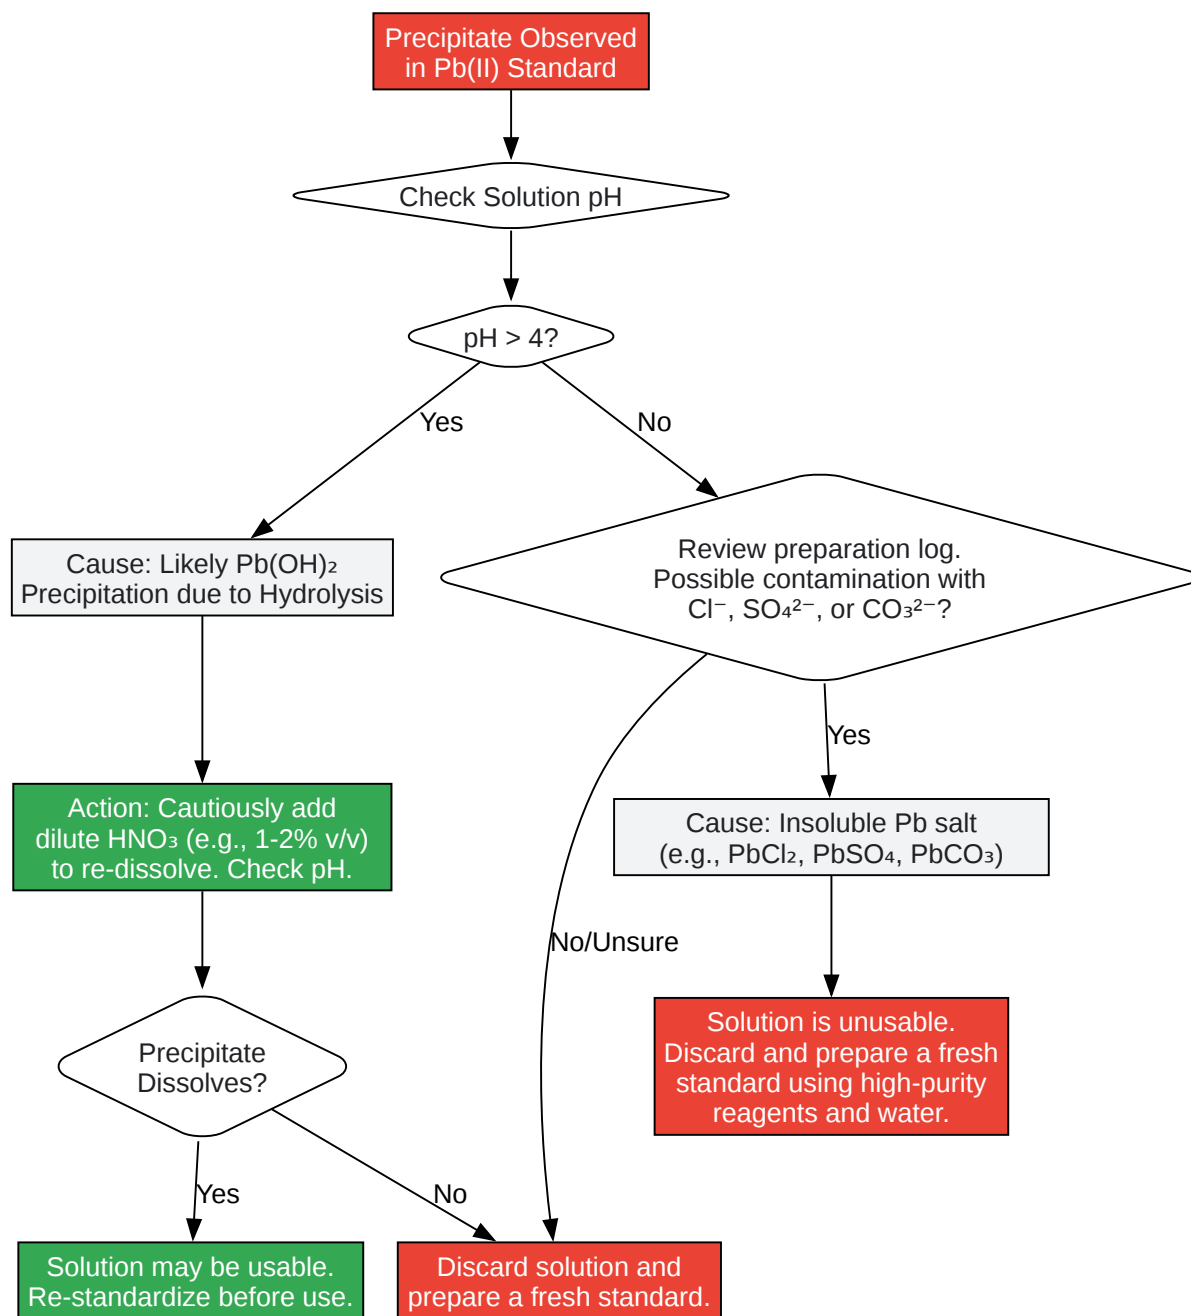 Precipitate Observed
in Pb(II) Standard
Check Solution pH
pH > 4?
Yes
No
Cause: Likely Pb(OH)₂
Precipitation due to Hydrolysis
Review preparation log.
Possible contamination with
Cl⁻, SO₄²⁻, or CO₃²⁻?
Yes
Action: Cautiously add
dilute HNO₃ (e.g., 1-2% v/v)
to re-dissolve. Check pH.
Cause: Insoluble Pb salt
(e.g., PbCl₂, PbSO₄, PbCO₃)
No/Unsure
Precipitate
Dissolves?
Solution is unusable.
Discard and prepare a fresh
standard using high-purity
reagents and water.
Yes
No
Solution may be usable.
Re-standardize before use.
Discard solution and
prepare a fresh standard.